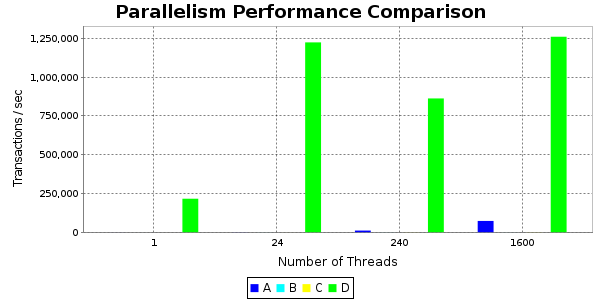 Parallelism Performance Comparison
1,250,000
1,000,000
750,000
500,000
250,000
0
Transactions / sec
1 24 240 1600
Number of Threads
A B C D